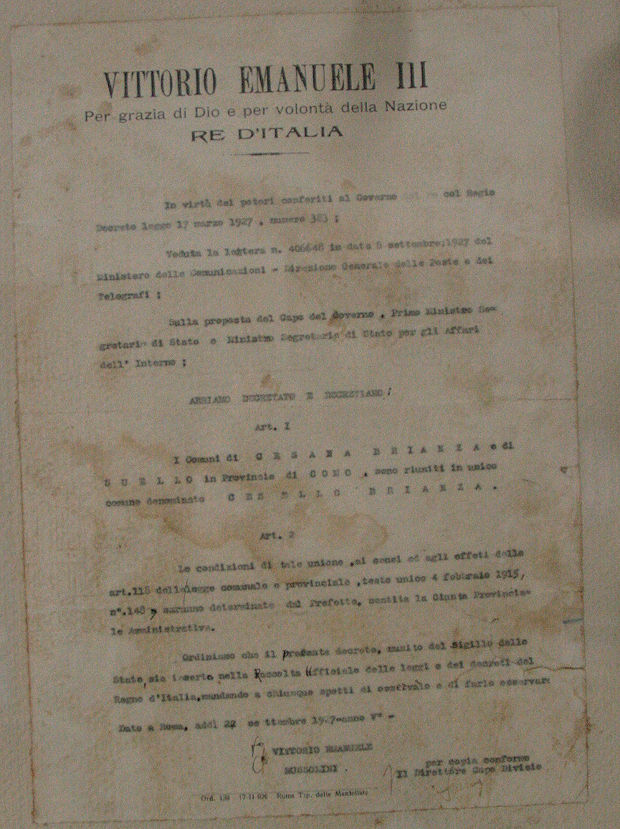 VITTORIO EMANUELE III
Per grazia di Dio e per volontà della Nazione
RE D'ITALIA
In virtù dei poteri conferiti al Governo col Regio
Decreto legge 17 marzo 1927 , numero 383 ;
Veduta la lettera n. 406648 in data 8 settembre,1927 del
Ministero delle Comunicazioni - Direzione Generale delle Poste e dei
Telegrafi ;
Sulla proposta del Capo del Governo , Primo Ministro Se=
gretario di Stato e Ministro Segretario di Stato per gli Affari
dell' Interno ;
ABBIAMO DECRETATO E DECRETIAMO:
Art. I
I Comuni di C E S A N A B R I A N Z A e di
S U E L L O in Provincia di COMO , sono riuniti in unico
comune denominato C E S E L L O B R I A N Z A .
Art. 2
Le condizioni di tale unione ,ai sensi ed agli effeti dello
art.118 della legge comunale e provinciale ,testo unico 4 febbraio 1915,
n°.148, saranno determinate dal Prefetto, sentita la Giunta Provincia-
le Amministrativa.
Ordiniamo che il presente decreto, munito del Sigillo dello
Stato,sia inserto nella Raccolta Ufficiale delle leggi e dei decreti del
Regno d'Italia,mandando a chiunque spetti di osservarlo e di farlo osservare
Dato a Roma, addì 22 settembre 1927-anno V° -
VITTORIO EMANUELE
MUSSOLINI .
per copia conforme
Il Direttore Capo Divisio
Roma Tip. delle Mantellate